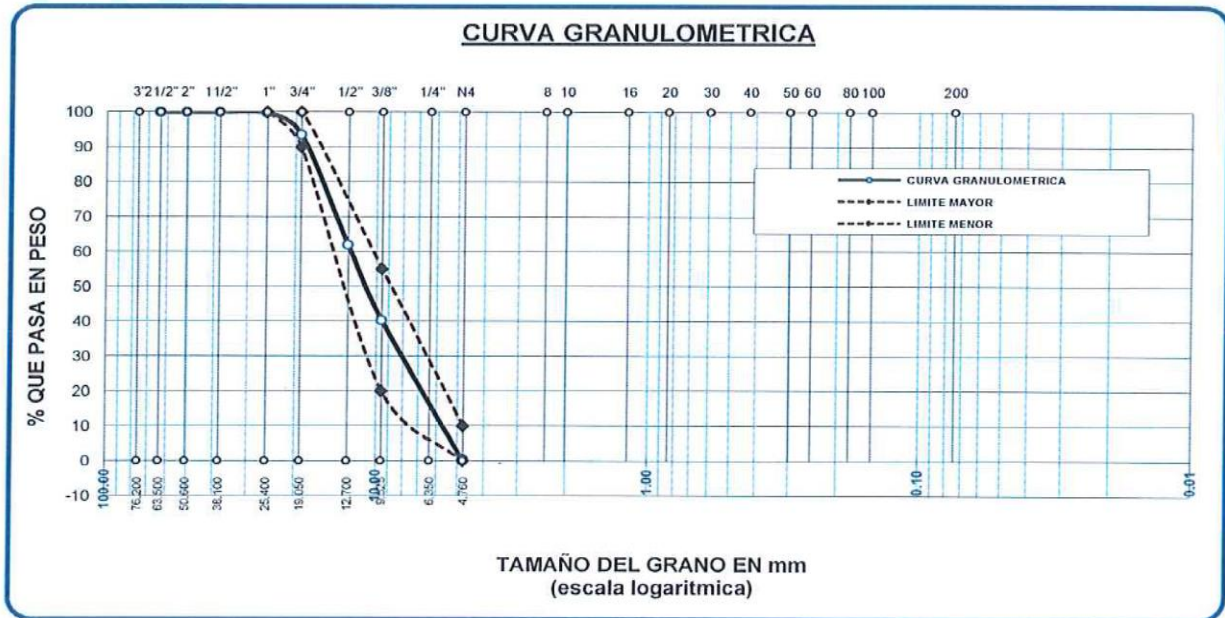 CURVA GRANULOMETRICA
3" 2 1/2" 2" 1 1/2" 1" 3/4" 1/2" 3/8" 1/4" N4 8 10 16 20 30 40 50 60 80 100 200
100
90
80
70
60
50
40
30
20
10
0
-10
% QUE PASA EN PESO
CURVA GRANULOMETRICA
LIMITE MAYOR
LIMITE MENOR
100.00 10.00 1.00 0.10 0.01
76.200 63.500 50.600 38.100 25.400 19.050 12.700 9.525 6.350 4.760
TAMAÑO DEL GRANO EN mm
(escala logaritmica)